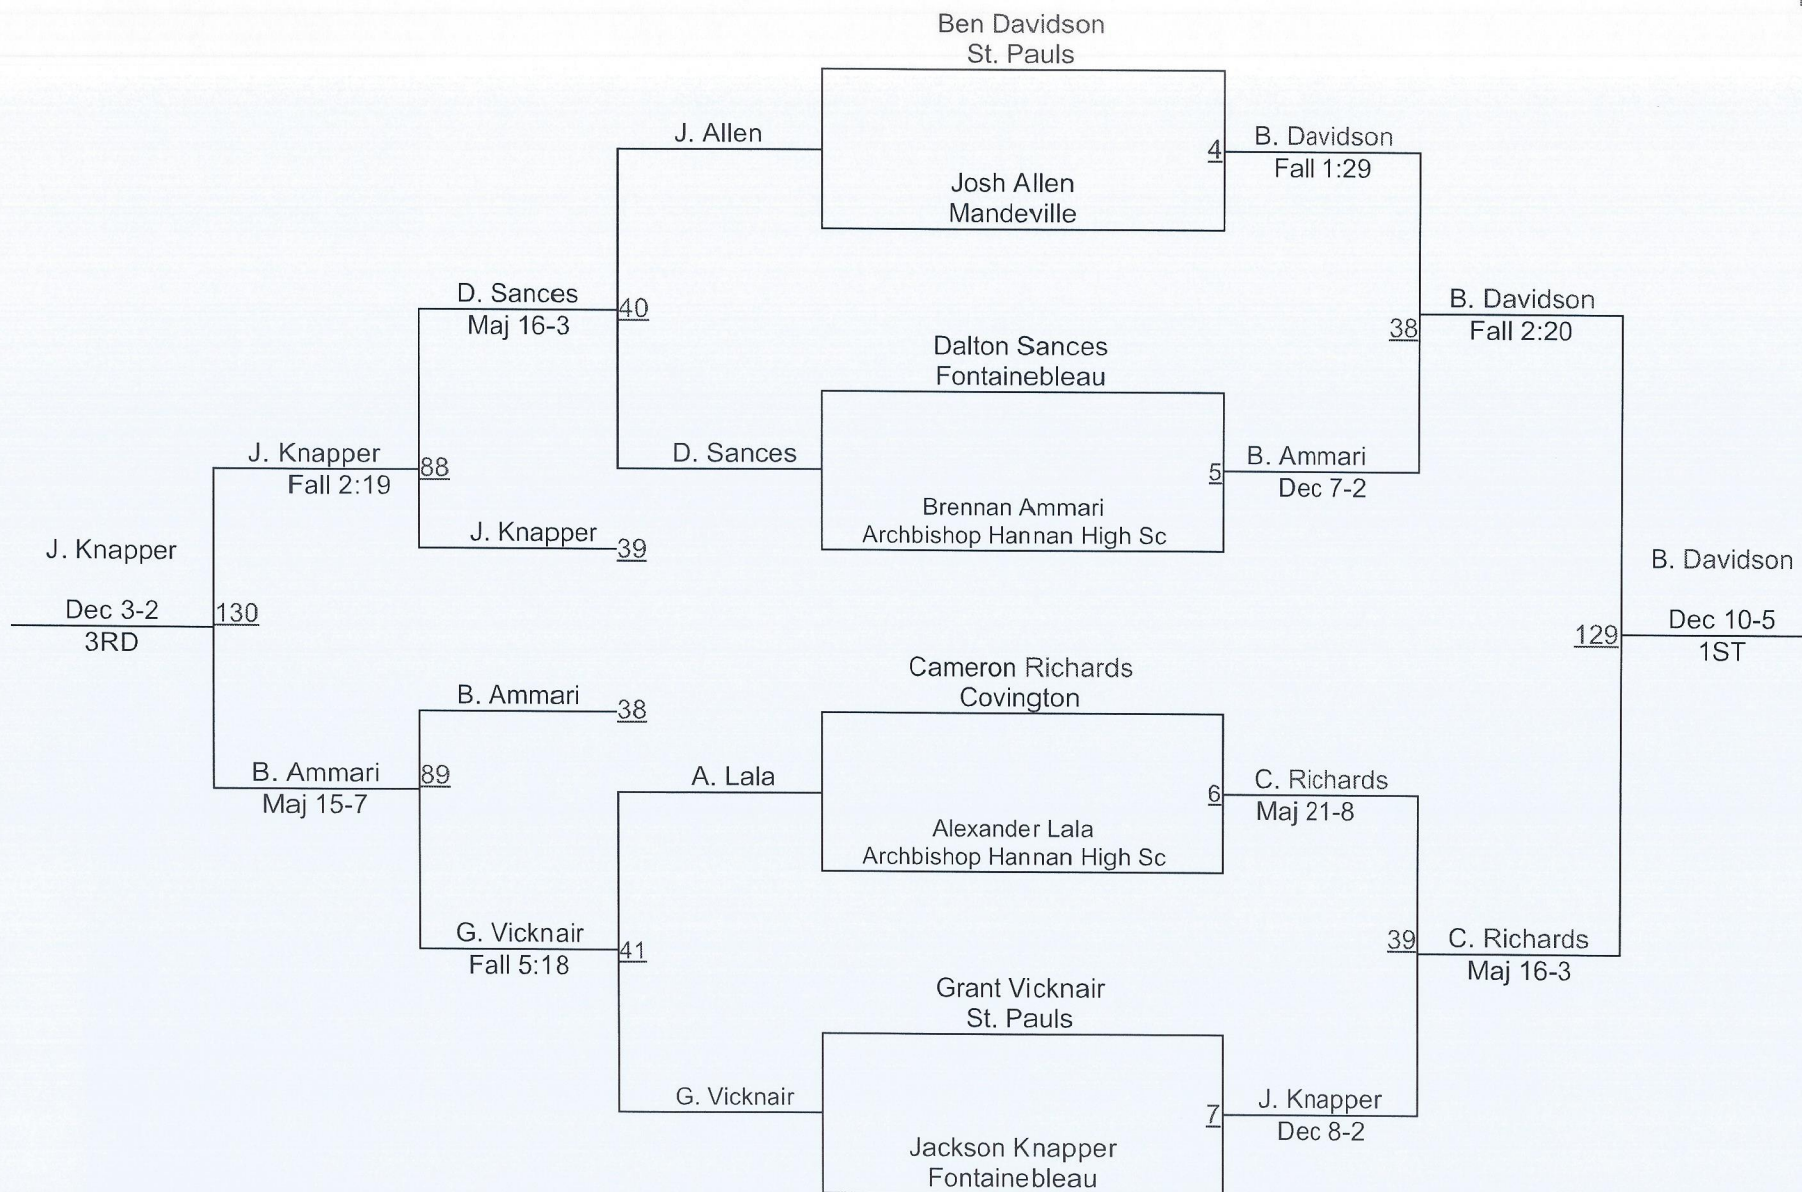 Ben Davidson
St. Pauls
J. Allen
4
B. Davidson
Fall 1:29
Josh Allen
Mandeville
D. Sances
40
Maj 16-3
B. Davidson
38
Fall 2:20
Dalton Sances
Fontainebleau
J. Knapper
88
Fall 2:19
D. Sances
5
B. Ammari
Dec 7-2
Brennan Ammari
Archbishop Hannan High Sc
J. Knapper
39
J. Knapper
Dec 3-2
130
3RD
B. Davidson
129
Dec 10-5
1ST
Cameron Richards
Covington
B. Ammari
38
B. Ammari
89
Maj 15-7
A. Lala
6
C. Richards
Maj 21-8
Alexander Lala
Archbishop Hannan High Sc
G. Vicknair
41
Fall 5:18
39
C. Richards
Maj 16-3
Grant Vicknair
St. Pauls
G. Vicknair
7
J. Knapper
Dec 8-2
Jackson Knapper
Fontainebleau